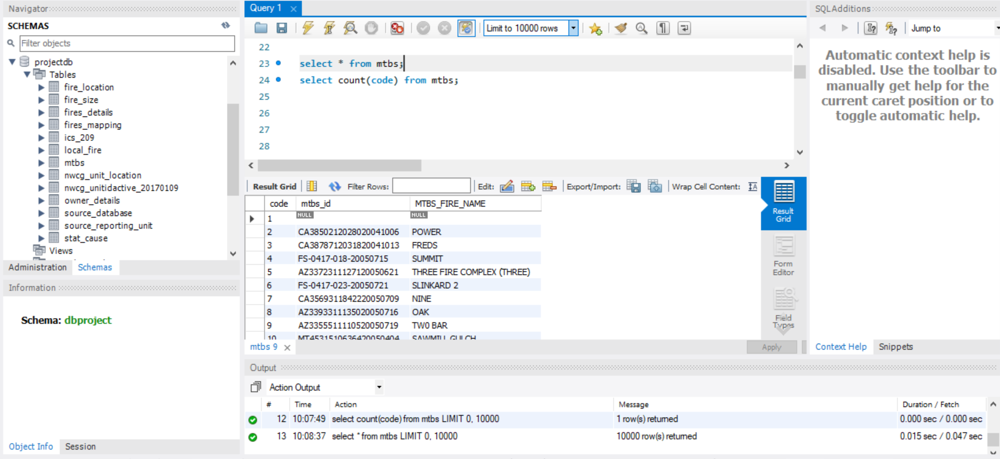 Navigator
SCHEMAS
Filter objects
projectdb
Tables
fire_location
fire_size
fires_details
fires_mapping
ics_209
local_fire
mtbs
nwcg_unit_location
nwcg_unitidactive_20170109
owner_details
source_database
source_reporting_unit
stat_cause
Views
Administration Schemas
Information
Schema: dbproject
Object Info Session
Query 1
Limit to 10000 rows
22
23 select * from mtbs;
24 select count(code) from mtbs;
25
26
27
28
Result Grid Filter Rows: Edit: Export/Import: Wrap Cell Content:
code mtbs_id MTBS_FIRE_NAME
1 NULL NULL
2 CA3850212028020041006 POWER
3 CA3878712031820041013 FREDS
4 FS-0417-018-20050715 SUMMIT
5 AZ3372311127120050621 THREE FIRE COMPLEX (THREE)
6 FS-0417-023-20050721 SLINKARD 2
7 CA3569311842220050709 NINE
8 AZ3393311135020050716 OAK
9 AZ3355511110520050719 TW0 BAR
10 MT4531510636420050404 SAWMILL GULCH
Result
Grid
Form
Editor
Field
Types
mtbs 9 Apply
SQLAdditions
Jump to
Automatic context help is
disabled. Use the toolbar to
manually get help for the
current caret position or to
toggle automatic help.
Context Help Snippets
Output
Action Output
# Time Action Message Duration / Fetch
12 10:07:49 select count(code) from mtbs LIMIT 0, 10000 1 row(s) returned 0.000 sec / 0.000 sec
13 10:08:37 select * from mtbs LIMIT 0, 10000 10000 row(s) returned 0.015 sec / 0.047 sec